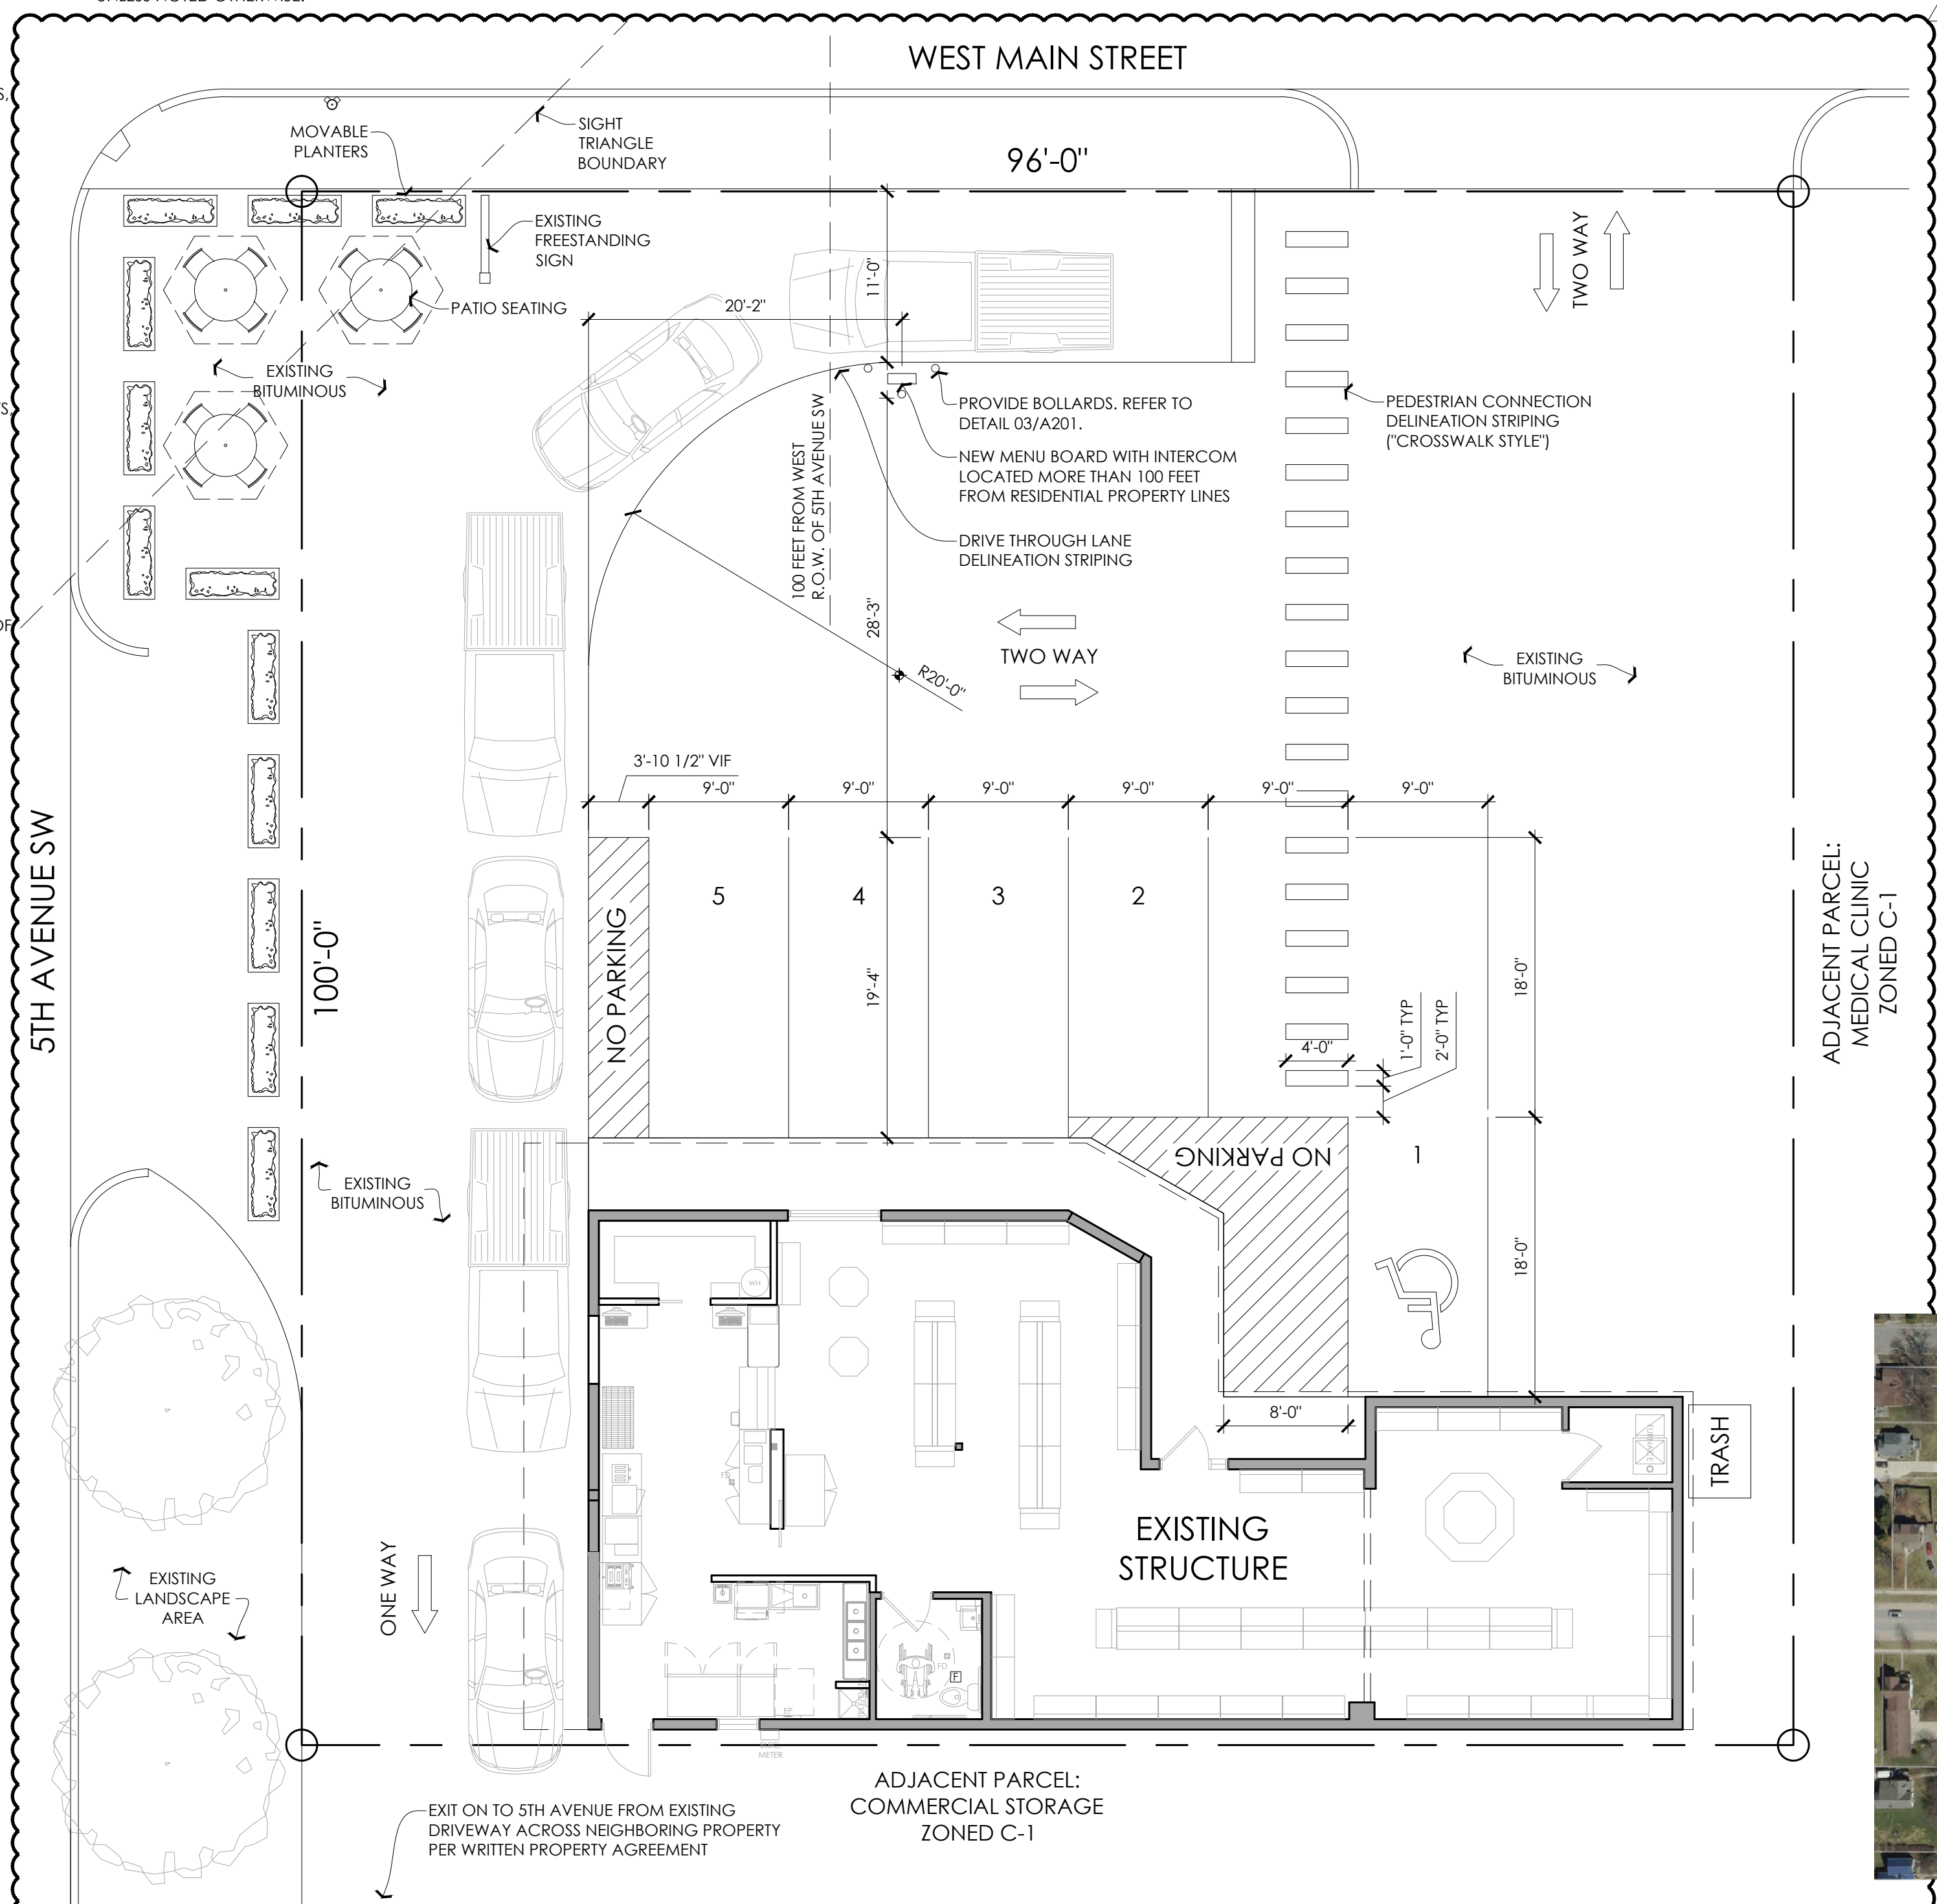 UNLESS NOTED OTHERWISE.
WEST MAIN STREET
MOVABLE
PLANTERS
SIGHT
TRIANGLE
BOUNDARY
96'-0"
EXISTING
FREESTANDING
SIGN
PATIO SEATING
20'-2"
11'-0"
TWO WAY
EXISTING
BITUMINOUS
PROVIDE BOLLARDS. REFER TO
DETAIL 03/A201.
NEW MENU BOARD WITH INTERCOM
LOCATED MORE THAN 100 FEET
FROM RESIDENTIAL PROPERTY LINES
DRIVE THROUGH LANE
DELINEATION STRIPING
PEDESTRIAN CONNECTION
DELINEATION STRIPING
("CROSSWALK STYLE")
100 FEET FROM WEST
R.O.W. OF 5TH AVENUE SW
28'-3"
TWO WAY
R20'-0"
EXISTING
BITUMINOUS
3'-10 1/2" VIF
9'-0"
9'-0"
9'-0"
9'-0"
9'-0"
9'-0"
5TH AVENUE SW
100'-0"
NO PARKING
5
4
3
2
19'-4"
18'-0"
4'-0"
1'-0" TYP
2'-0" TYP
ADJACENT PARCEL:
MEDICAL CLINIC
ZONED C-1
NO PARKING
1
EXISTING
BITUMINOUS
18'-0"
WH
8'-0"
TRASH
FURNACE
EXISTING
STRUCTURE
EXISTING
LANDSCAPE
AREA
ONE WAY
FD
F
EP
METER
ADJACENT PARCEL:
COMMERCIAL STORAGE
ZONED C-1
EXIT ON TO 5TH AVENUE FROM EXISTING
DRIVEWAY ACROSS NEIGHBORING PROPERTY
PER WRITTEN PROPERTY AGREEMENT